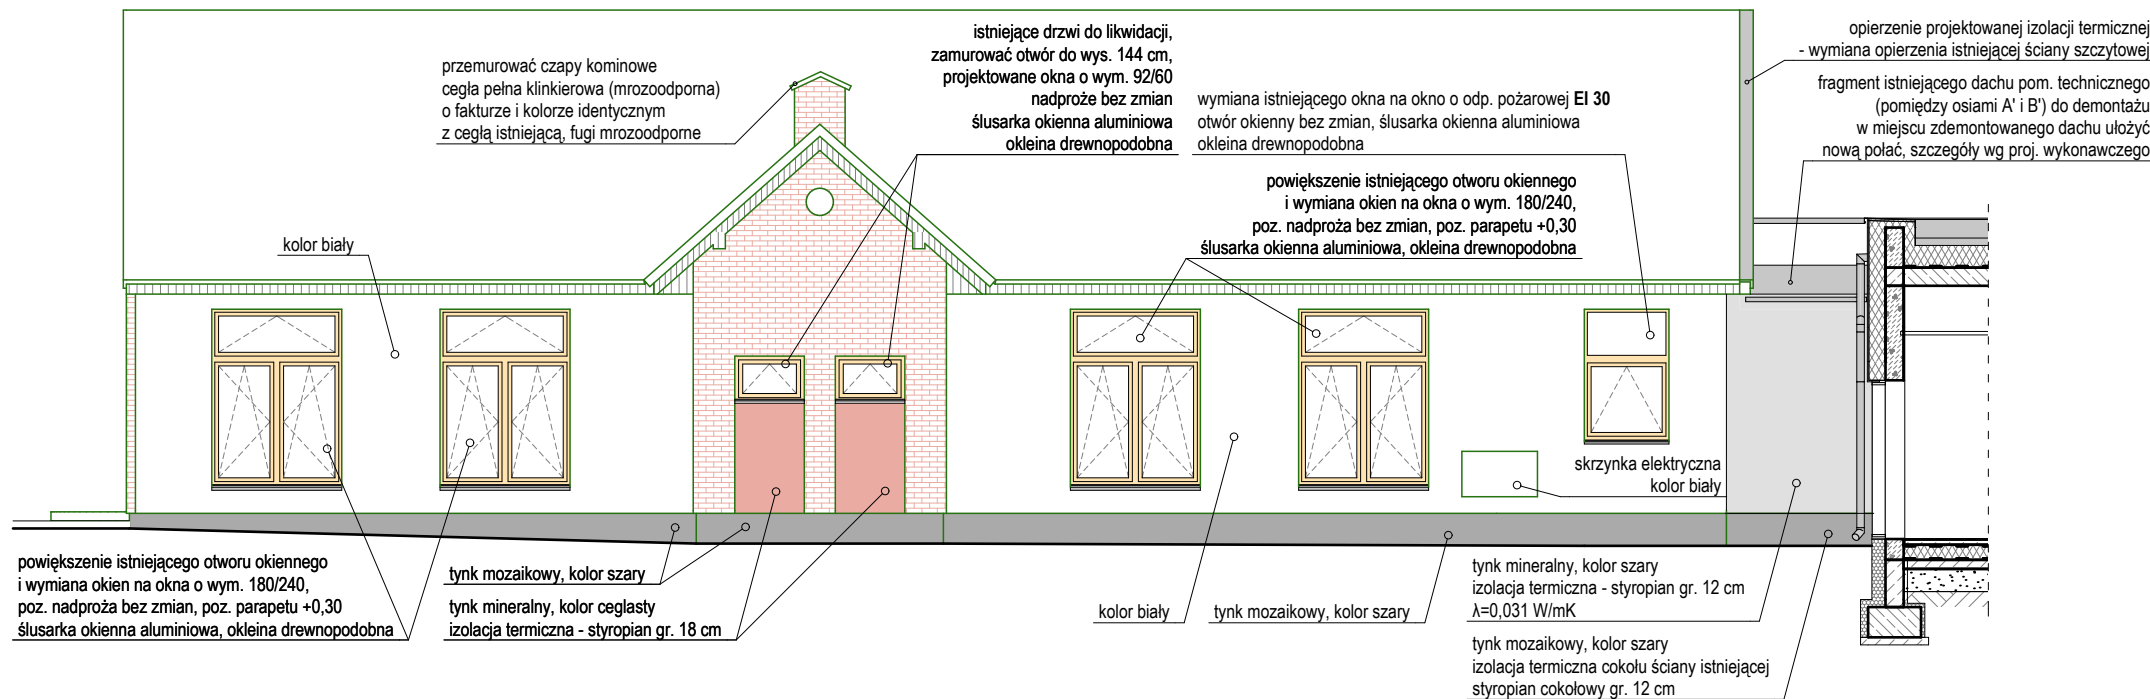 przemurować czapy kominowe
cegła pełna klinkierowa (mrozoodporna)
o fakturze i kolorze identycznym
z cegłą istniejącą, fugi mrozoodporne
istniejące drzwi do likwidacji,
zamurować otwór do wys. 144 cm,
projektowane okna o wym. 92/60
nadproże bez zmian
ślusarka okienna aluminiowa
okleina drewnopodobna
wymiana istniejącego okna na okno o odp. pożarowej EI 30
otwór okienny bez zmian, ślusarka okienna aluminiowa
okleina drewnopodobna
opierzenie projektowanej izolacji termicznej
- wymiana opierzenia istniejącej ściany szczytowej
fragment istniejącego dachu pom. technicznego
(pomiędzy osiami A' i B') do demontażu
w miejscu zdemontowanego dachu ułożyć
nową połać, szczegóły wg proj. wykonawczego
powiększenie istniejącego otworu okiennego
i wymiana okien na okna o wym. 180/240,
poz. nadproża bez zmian, poz. parapetu +0,30
ślusarka okienna aluminiowa, okleina drewnopodobna
kolor biały
skrzynka elektryczna
kolor biały
powiększenie istniejącego otworu okiennego
i wymiana okien na okna o wym. 180/240,
poz. nadproża bez zmian, poz. parapetu +0,30
ślusarka okienna aluminiowa, okleina drewnopodobna
tynk mozaikowy, kolor szary
tynk mineralny, kolor ceglasty
izolacja termiczna - styropian gr. 18 cm
kolor biały
tynk mozaikowy, kolor szary
tynk mineralny, kolor szary
izolacja termiczna - styropian gr. 12 cm
λ=0,031 W/mK
tynk mozaikowy, kolor szary
izolacja termiczna cokołu ściany istniejącej
styropian cokołowy gr. 12 cm